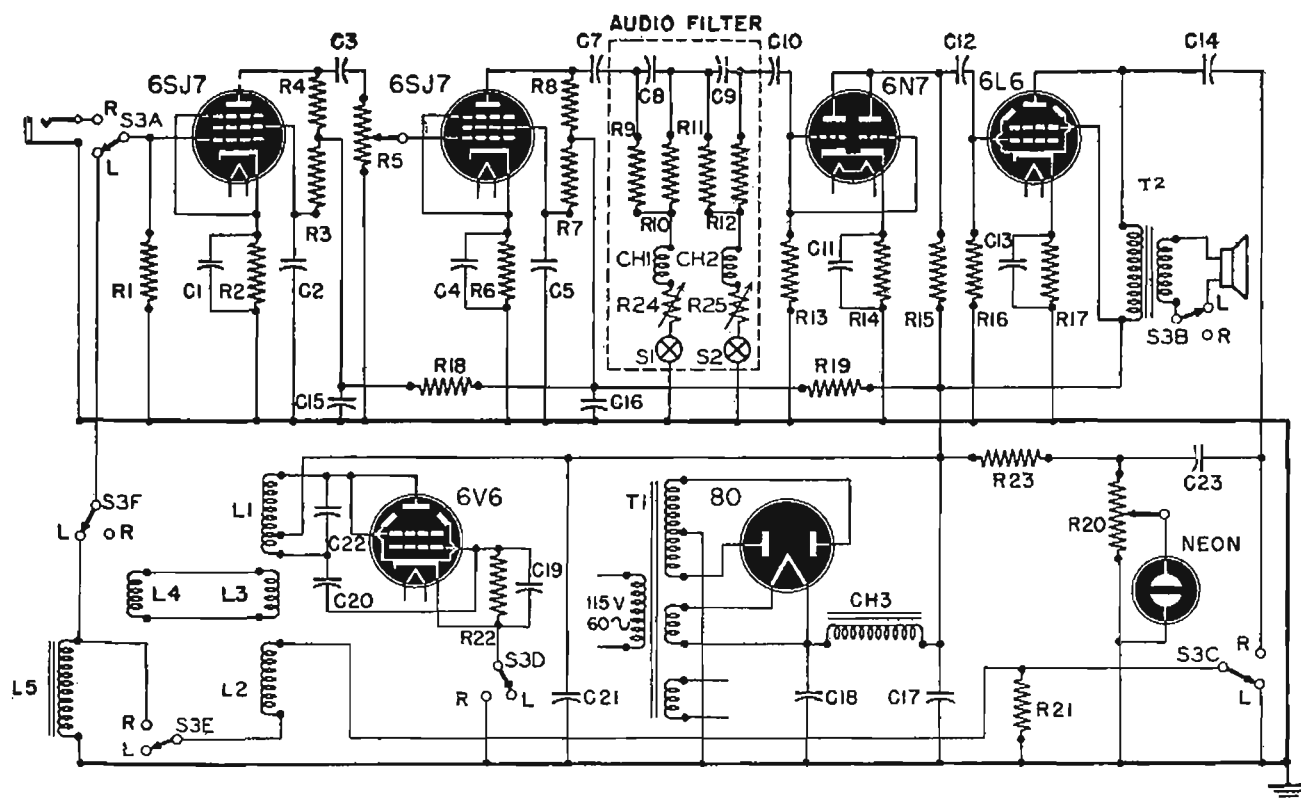 AUDIO FILTER
C3
C7
C10
C12
C14
6SJ7
R4
6SJ7
R8
C8
C9
6N7
6L6
R
S3A
L
R5
R9
R11
T2
R3
R7
R10
R12
R1
C1
R2
C2
C4
R6
C5
CH1
CH2
C11
C13
R24
R25
R13
R14
R15
R16
R17
L
S3B
R
S1
S2
R18
R19
C15
C16
S3F
L
R
L1
6V6
T1
80
R23
C23
R20
NEON
C22
C19
L4
L3
C20
115V
60~
CH3
R22
S3D
R
L
S3C
R
L
L5
L2
C21
C18
C17
R21
R
S3E
L